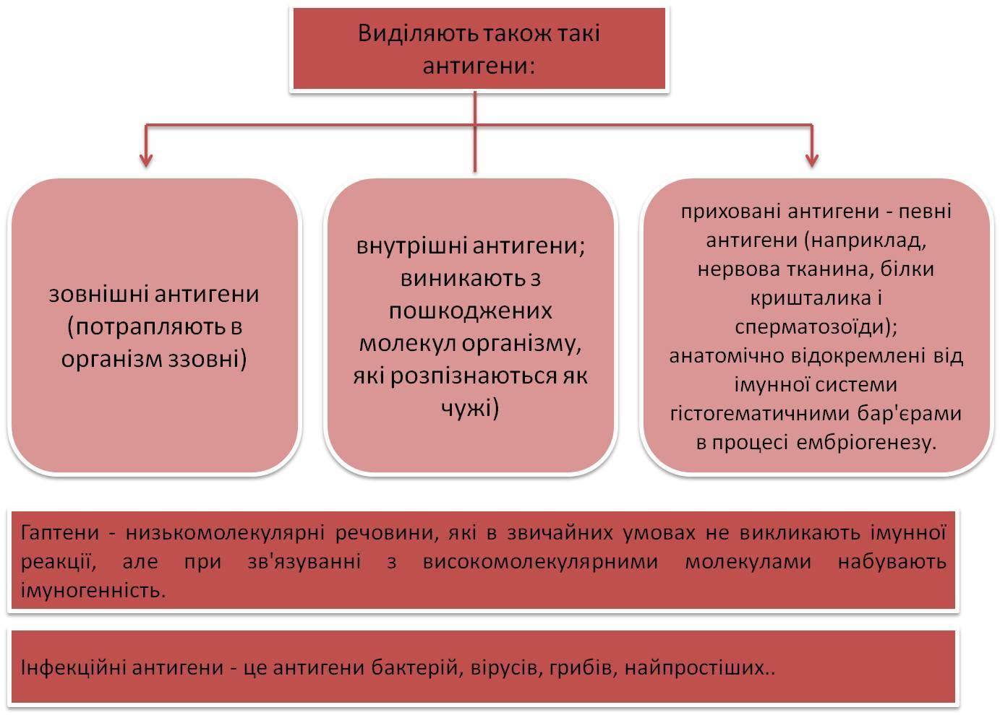 Виділяють також такі
антигени:
зовнішні антигени
(потрапляють в
організм ззовні)
внутрішні антигени;
виникають з
пошкоджених
молекул організму,
які розпізнаються як
чужі)
приховані антигени - певні
антигени (наприклад,
нервова тканина, білки
кришталика і
сперматозоїди);
анатомічно відокремлені від
імунної системи
гістогематичними бар'єрами
в процесі ембріогенезу.
Гаптени - низькомолекулярні речовини, які в звичайних умовах не викликають імунної
реакції, але при зв'язуванні з високомолекулярними молекулами набувають
імуногенність.
Інфекційні антигени - це антигени бактерій, вірусів, грибів, найпростіших..